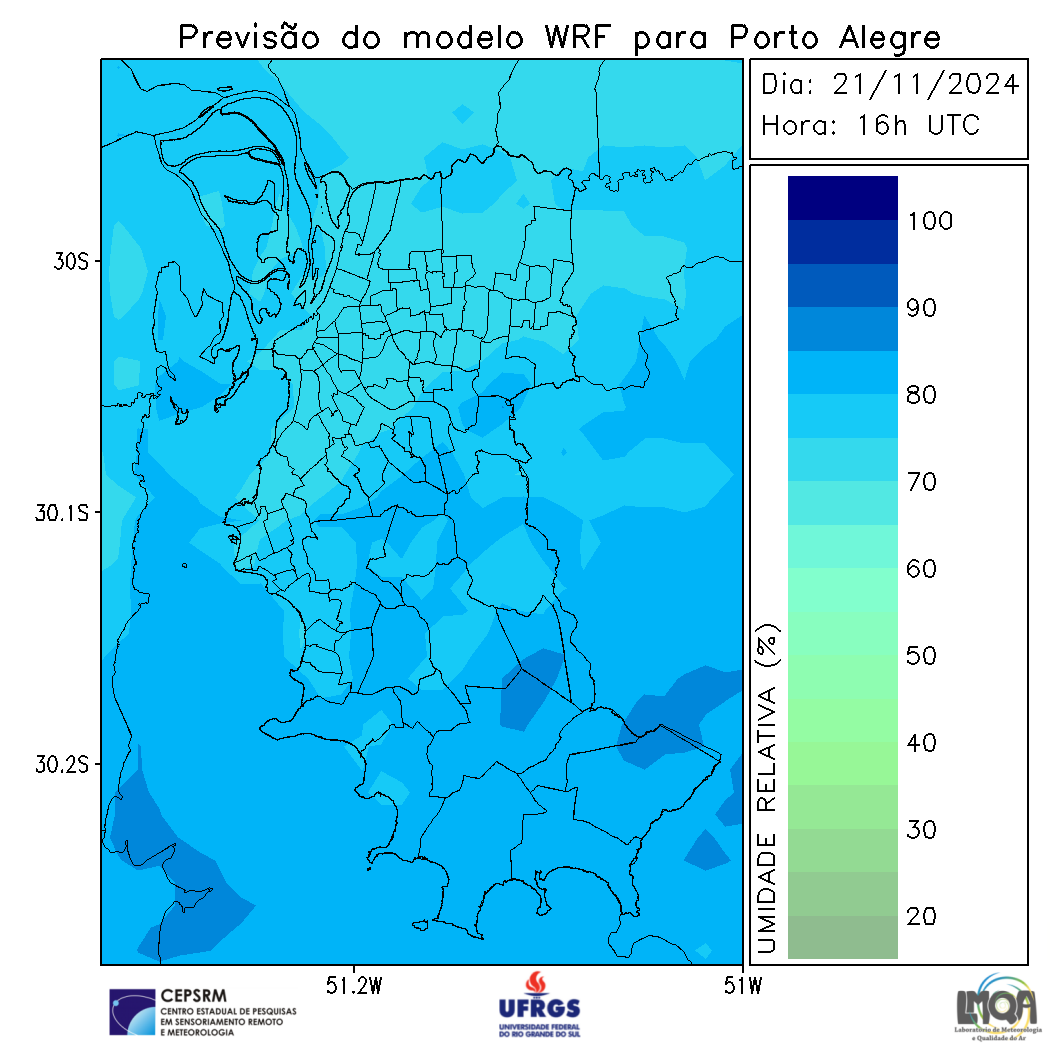 Previsão do modelo WRF para Porto Alegre
Dia: 21/11/2024
Hora: 16h UTC
100
90
80
70
60
50
40
30
20
UMIDADE RELATIVA (%)
30S
30.1S
30.2S
51.2W
51W
CEPSRM
CENTRO ESTADUAL DE PESQUISAS
EM SENSORIAMENTO REMOTO
E METEOROLOGIA
UFRGS
UNIVERSIDADE FEDERAL
DO RIO GRANDE DO SUL
LMQA
Laboratório de Meteorologia
e Qualidade do Ar